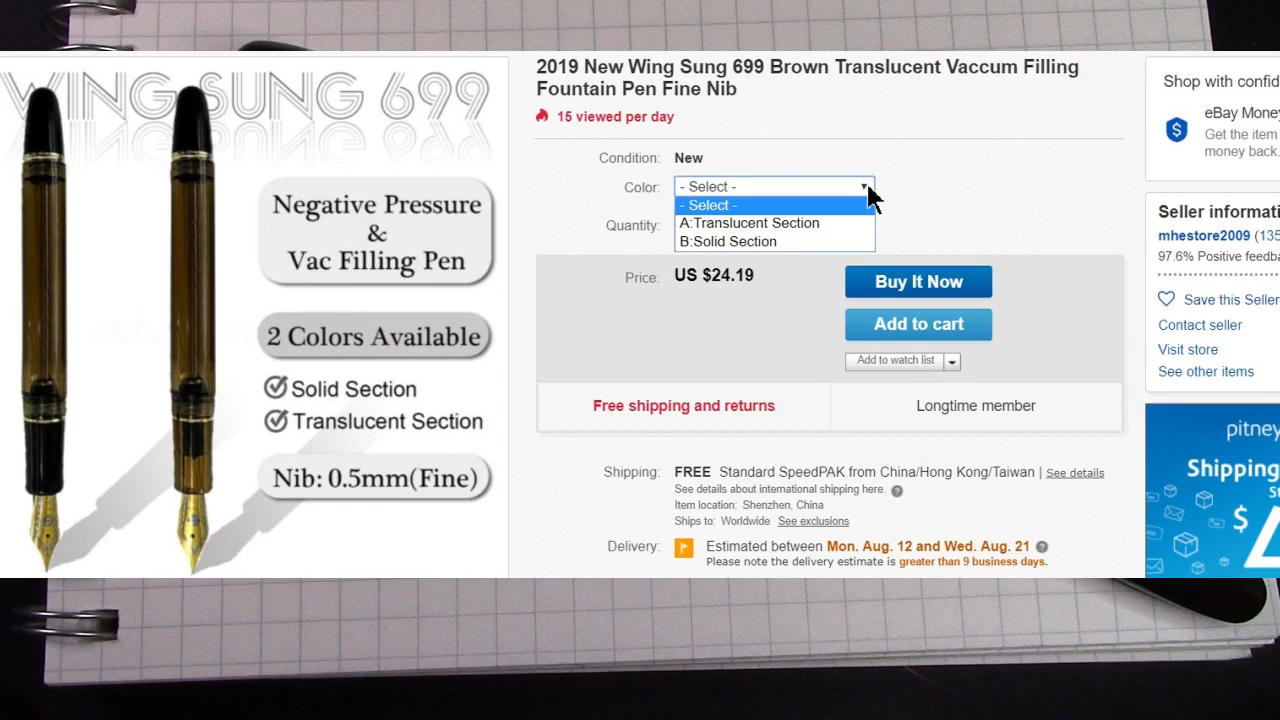 WING SUNG 699
Negative Pressure
&
Vac Filling Pen
2 Colors Available
Solid Section
Translucent Section
Nib: 0.5mm(Fine)
2019 New Wing Sung 699 Brown Translucent Vaccum Filling
Fountain Pen Fine Nib
15 viewed per day
Condition: New
Color: - Select -
- Select -
A:Translucent Section
B:Solid Section
Quantity:
Price: US $24.19
Buy It Now
Add to cart
Add to watch list
Free shipping and returns
Longtime member
Shipping: FREE Standard SpeedPAK from China/Hong Kong/Taiwan | See details
See details about international shipping here. ?
Item location: Shenzhen, China
Ships to: Worldwide See exclusions
Delivery: Estimated between Mon. Aug. 12 and Wed. Aug. 21 ?
Please note the delivery estimate is greater than 9 business days.
Shop with confid
eBay Money
$
Get the item
money back.
Seller informati
mhestore2009 (135
97.6% Positive feedba
Save this Seller
Contact seller
Visit store
See other items
pitney
Shipping
$